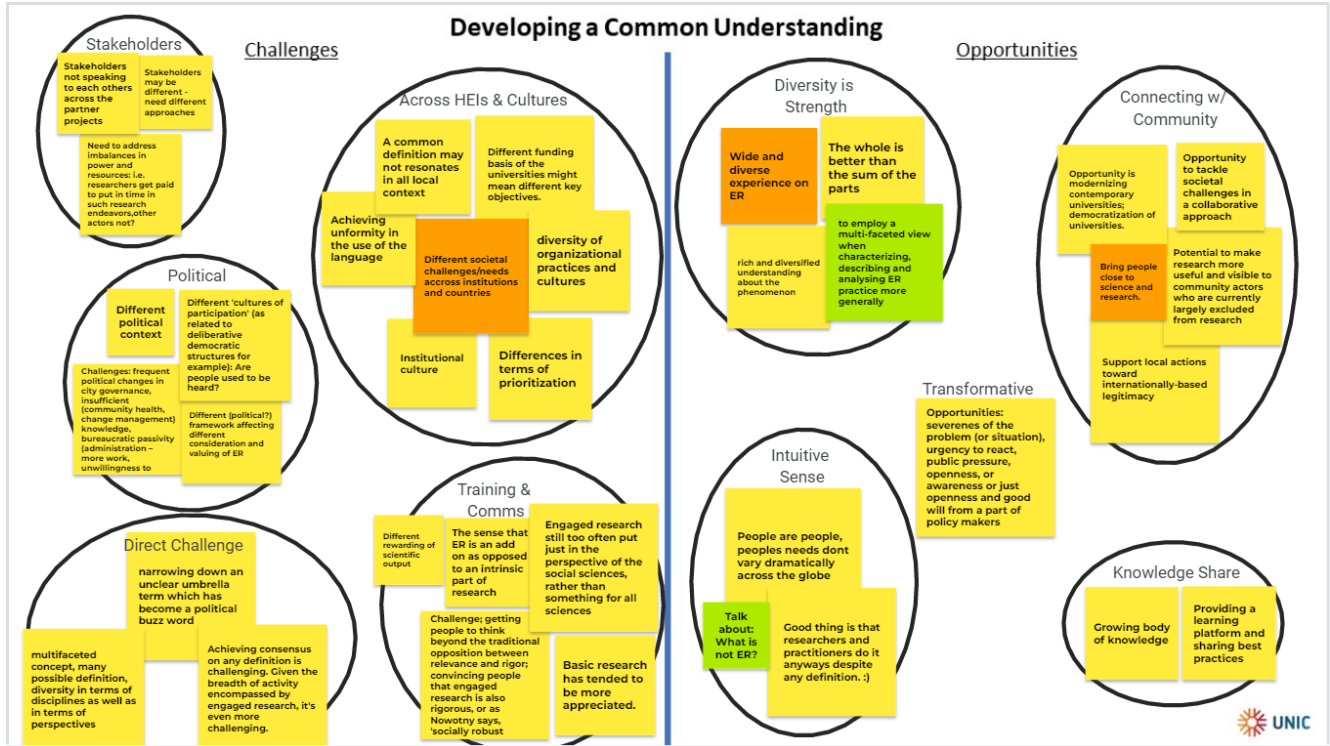 Developing a Common Understanding
Challenges
Stakeholders
Stakeholders
not speaking
to each others
across the
partner
projects
Stakeholders
may be
different -
need different
approaches
Need to address
imbalances in
power and
resources: i.e.
researchers get paid
to put in time in
such research
endeavors,other
actors not?
Across HEIs & Cultures
A common
definition may
not resonates
in all local
context
Different funding
basis of the
universities might
mean different key
objectives.
Achieving
unformity in
the use of the
language
Different societal
challenges/needs
accross institutions
and countries
diversity of
organizational
practices and
cultures
Institutional
culture
Differences in
terms of
prioritization
Political
Different
political
context
Different 'cultures of
participation' (as
related to
deliberative
democratic
structures for
example): Are
people used to be
heard?
Challenges: frequent
political changes in
city governance,
insufficient
(community health,
change management)
knowledge,
bureaucratic passivity
(administration –
more work,
unwillingness to
Different (political?)
framework affecting
different
consideration and
valuing of ER
Direct Challenge
narrowing down an
unclear umbrella
term which has
become a political
buzz word
multifaceted
concept, many
possible definition,
diversity in terms of
disciplines as well as
in terms of
perspectives
Achieving consensus
on any definition is
challenging. Given the
breadth of activity
encompassed by
engaged research, it's
even more
challenging.
Training &
Comms
Different
rewarding of
scientific
output
The sense that
ER is an add
on as opposed
to an intrinsic
part of
research
Engaged research
still too often put
just in the
perspective of the
social sciences,
rather than
something for all
sciences
Challenge; getting
people to think
beyond the traditional
opposition between
relevance and rigor;
convincing people
that engaged
research is also
rigorous, or as
Nowotny says,
'socially robust
Basic research
has tended to
be more
appreciated.
Opportunities
Diversity is
Strength
Wide and
diverse
experience on
ER
The whole is
better than
the sum of the
parts
rich and diversified
understanding
about the
phenomenon
to employ a
multi-faceted view
when
characterizing,
describing and
analysing ER
practice more
generally
Connecting w/
Community
Opportunity is
modernizing
contemporary
universities;
democratization of
universities.
Opportunity
to tackle
societal
challenges in
a collaborative
approach
Bring people
close to
science and
research.
Potential to make
research more
useful and visible to
community actors
who are currently
largely excluded
from research
Support local actions
toward
internationally-based
legitimacy
Transformative
Opportunities:
severenes of the
problem (or situation),
urgency to react,
public pressure,
openness, or
awareness or just
openness and good
will from a part of
policy makers
Intuitive
Sense
People are people,
peoples needs dont
vary dramatically
across the globe
Talk
about:
What is
not ER?
Good thing is that
researchers and
practitioners do it
anyways despite
any definition. :)
Knowledge Share
Growing body
of knowledge
Providing a
learning
platform and
sharing best
practices
UNIC